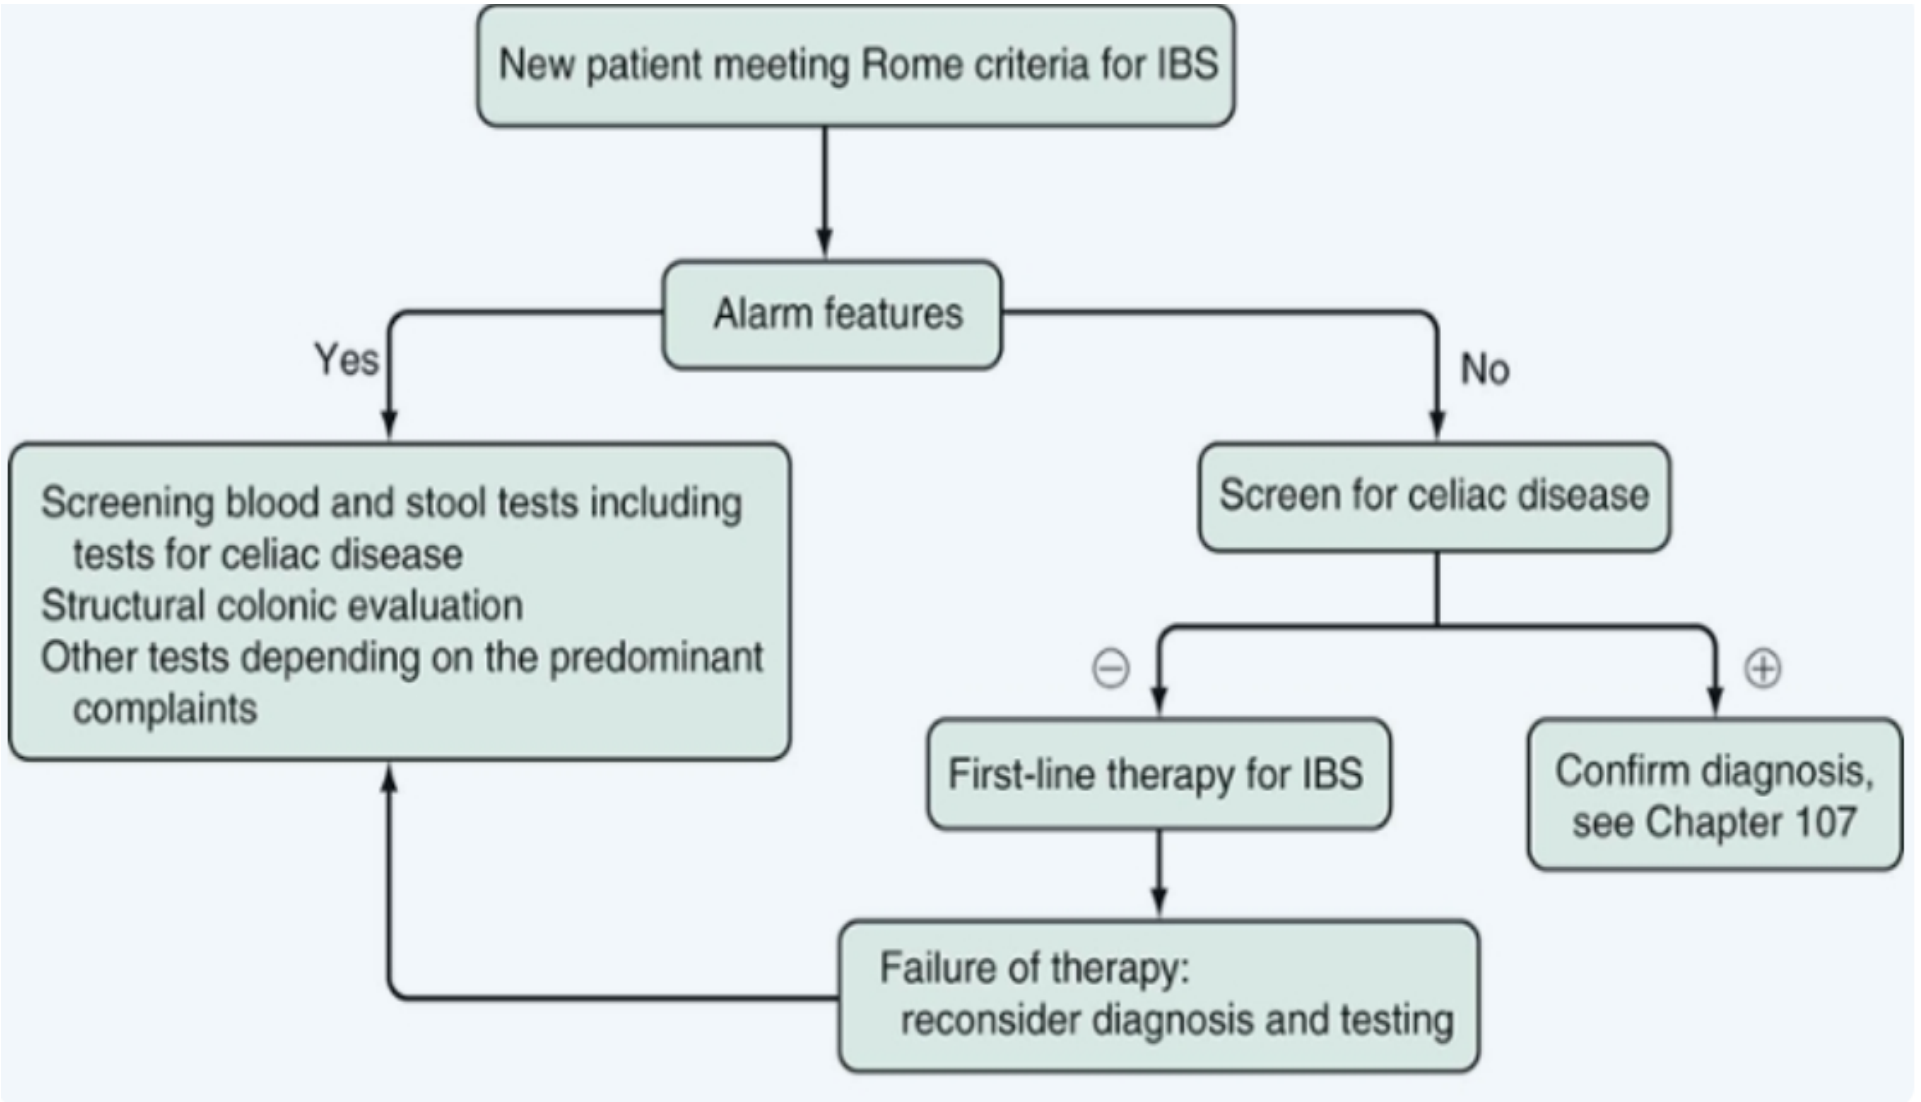 New patient meeting Rome criteria for IBS
Alarm features
Yes
No
Screening blood and stool tests including
tests for celiac disease
Structural colonic evaluation
Other tests depending on the predominant
complaints
Screen for celiac disease
⊖
⊕
First-line therapy for IBS
Confirm diagnosis,
see Chapter 107
Failure of therapy:
reconsider diagnosis and testing